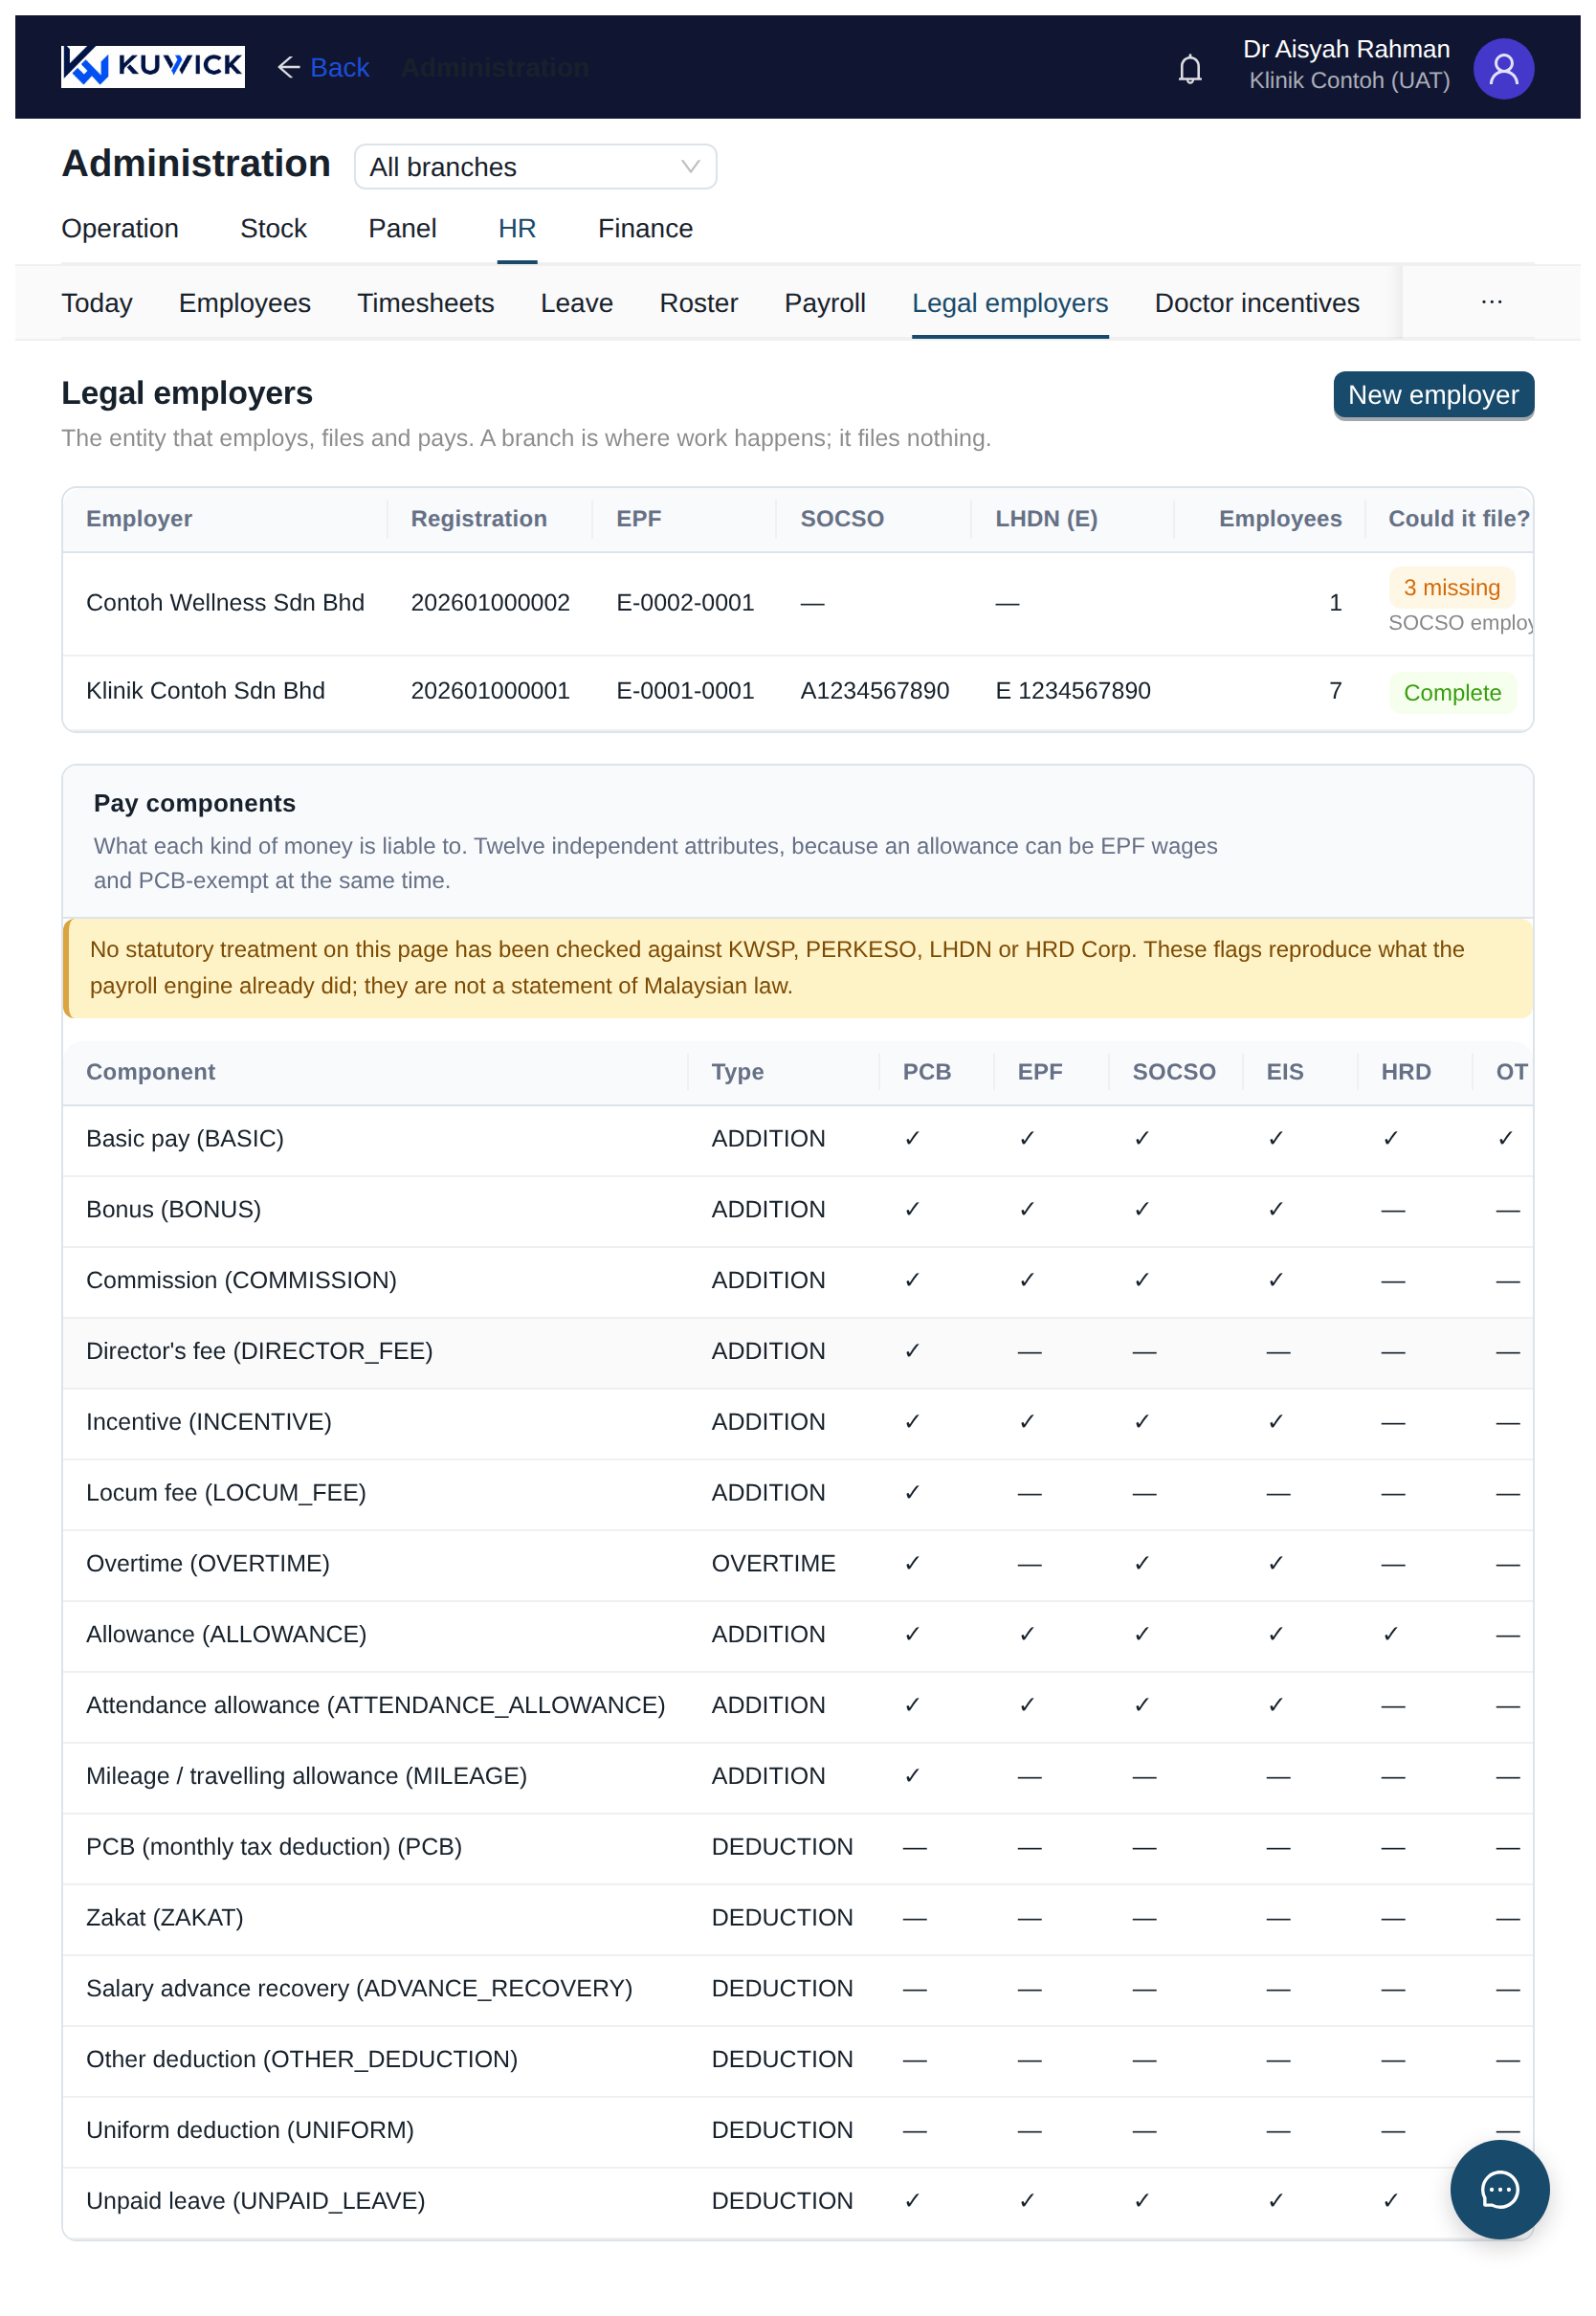 KUWICK
Back Administration
Dr Aisyah Rahman
Klinik Contoh (UAT)
Administration All branches
Operation Stock Panel HR Finance
Today Employees Timesheets Leave Roster Payroll Legal employers Doctor incentives ...
Legal employers New employer
The entity that employs, files and pays. A branch is where work happens; it files nothing.
Employer Registration EPF SOCSO LHDN (E) Employees Could it file?
Contoh Wellness Sdn Bhd 202601000002 E-0002-0001 — — 1 3 missing
SOCSO employ
Klinik Contoh Sdn Bhd 202601000001 E-0001-0001 A1234567890 E 1234567890 7 Complete
Pay components
What each kind of money is liable to. Twelve independent attributes, because an allowance can be EPF wages
and PCB-exempt at the same time.
No statutory treatment on this page has been checked against KWSP, PERKESO, LHDN or HRD Corp. These flags reproduce what the
payroll engine already did; they are not a statement of Malaysian law.
Component Type PCB EPF SOCSO EIS HRD OT
Basic pay (BASIC) ADDITION ✓ ✓ ✓ ✓ ✓ ✓
Bonus (BONUS) ADDITION ✓ ✓ ✓ ✓ — —
Commission (COMMISSION) ADDITION ✓ ✓ ✓ ✓ — —
Director's fee (DIRECTOR_FEE) ADDITION ✓ — — — — —
Incentive (INCENTIVE) ADDITION ✓ ✓ ✓ ✓ — —
Locum fee (LOCUM_FEE) ADDITION ✓ — — — — —
Overtime (OVERTIME) OVERTIME ✓ — ✓ ✓ — —
Allowance (ALLOWANCE) ADDITION ✓ ✓ ✓ ✓ ✓ —
Attendance allowance (ATTENDANCE_ALLOWANCE) ADDITION ✓ ✓ ✓ ✓ — —
Mileage / travelling allowance (MILEAGE) ADDITION ✓ — — — — —
PCB (monthly tax deduction) (PCB) DEDUCTION — — — — — —
Zakat (ZAKAT) DEDUCTION — — — — — —
Salary advance recovery (ADVANCE_RECOVERY) DEDUCTION — — — — — —
Other deduction (OTHER_DEDUCTION) DEDUCTION — — — — — —
Uniform deduction (UNIFORM) DEDUCTION — — — — — —
Unpaid leave (UNPAID_LEAVE) DEDUCTION ✓ ✓ ✓ ✓ ✓